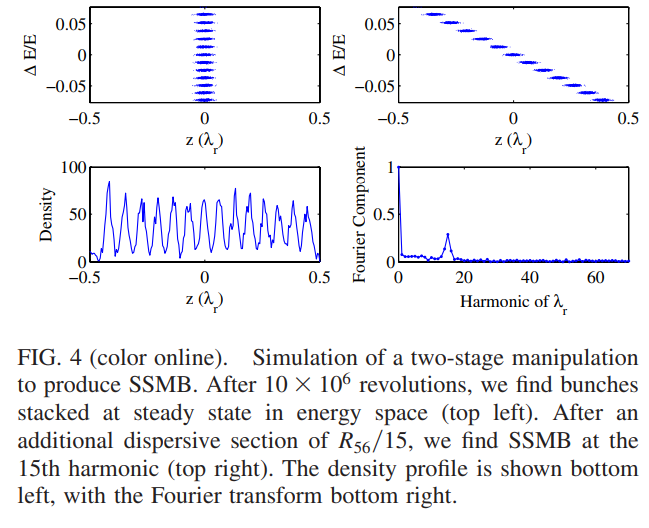 0.05
0
−0.05
Δ E/E
−0.5
0
0.5
z (λr)
0.05
0
−0.05
Δ E/E
−0.5
0
0.5
z (λr)
100
50
0
Density
−0.5
0
0.5
z (λr)
1
0.5
0
Fourier Component
0
20
40
60
Harmonic of λr
FIG. 4 (color online). Simulation of a two-stage manipulation
to produce SSMB. After 10 × 10⁶ revolutions, we find bunches
stacked at steady state in energy space (top left). After an
additional dispersive section of R56/15, we find SSMB at the
15th harmonic (top right). The density profile is shown bottom
left, with the Fourier transform bottom right.